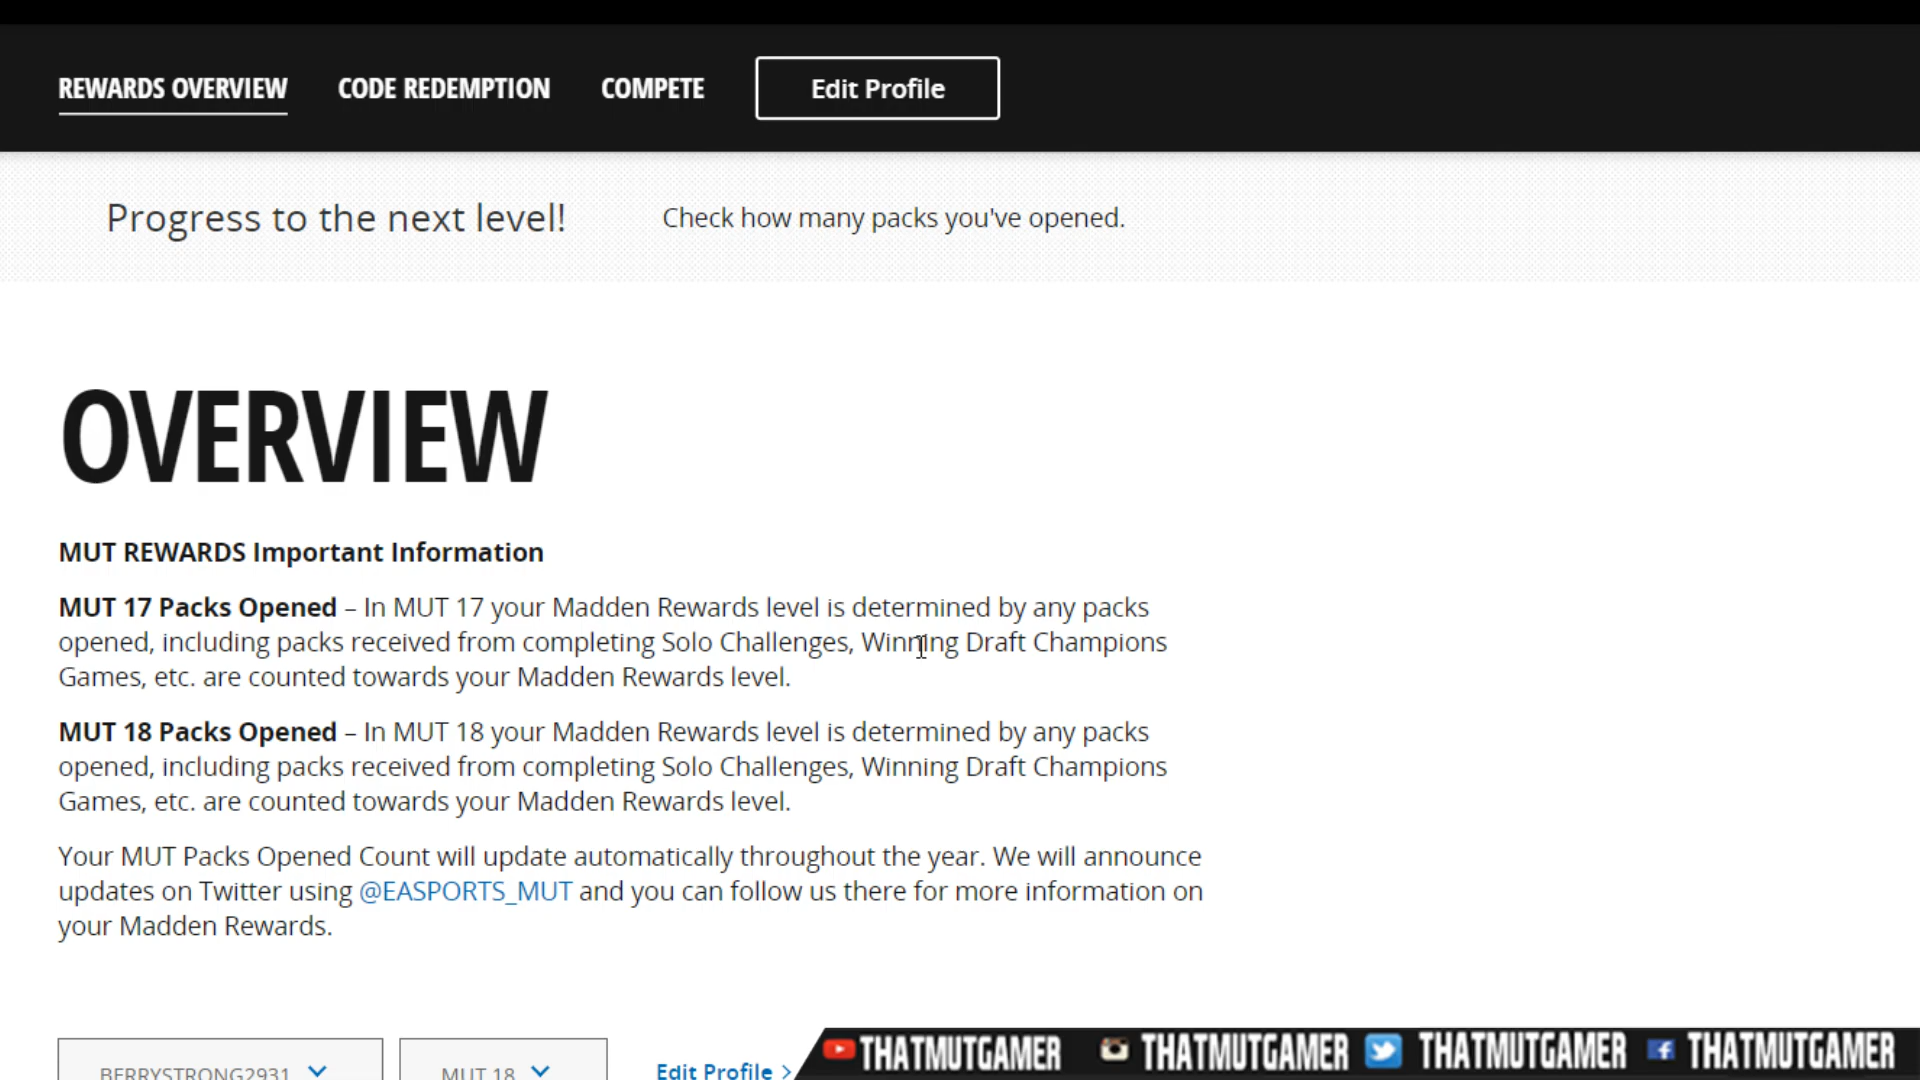 REWARDS OVERVIEW CODE REDEMPTION COMPETE Edit Profile
Progress to the next level! Check how many packs you've opened.
OVERVIEW
MUT REWARDS Important Information
MUT 17 Packs Opened – In MUT 17 your Madden Rewards level is determined by any packs
opened, including packs received from completing Solo Challenges, Winning Draft Champions
Games, etc. are counted towards your Madden Rewards level.
MUT 18 Packs Opened – In MUT 18 your Madden Rewards level is determined by any packs
opened, including packs received from completing Solo Challenges, Winning Draft Champions
Games, etc. are counted towards your Madden Rewards level.
Your MUT Packs Opened Count will update automatically throughout the year. We will announce
updates on Twitter using @EASPORTS_MUT and you can follow us there for more information on
your Madden Rewards.
BERRYSTRONG2931 MUT 18 Edit Profile >
THATMUTGAMER THATMUTGAMER THATMUTGAMER THATMUTGAMER